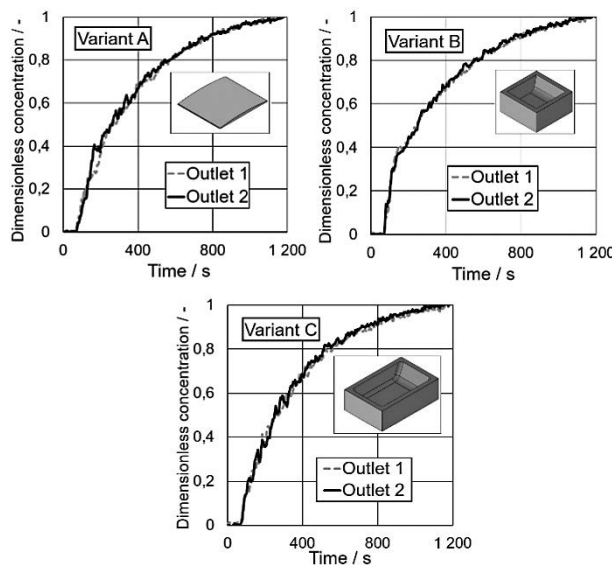 Dimensionless concentration / -
1
0,8
0,6
0,4
0,2
0
Variant A
Outlet 1
Outlet 2
0 400 800 1 200
Time / s
Dimensionless concentration / -
1
0,8
0,6
0,4
0,2
0
Variant B
Outlet 1
Outlet 2
0 400 800 1 200
Time / s
Dimensionless concentration / -
1
0,8
0,6
0,4
0,2
0
Variant C
Outlet 1
Outlet 2
0 400 800 1 200
Time / s